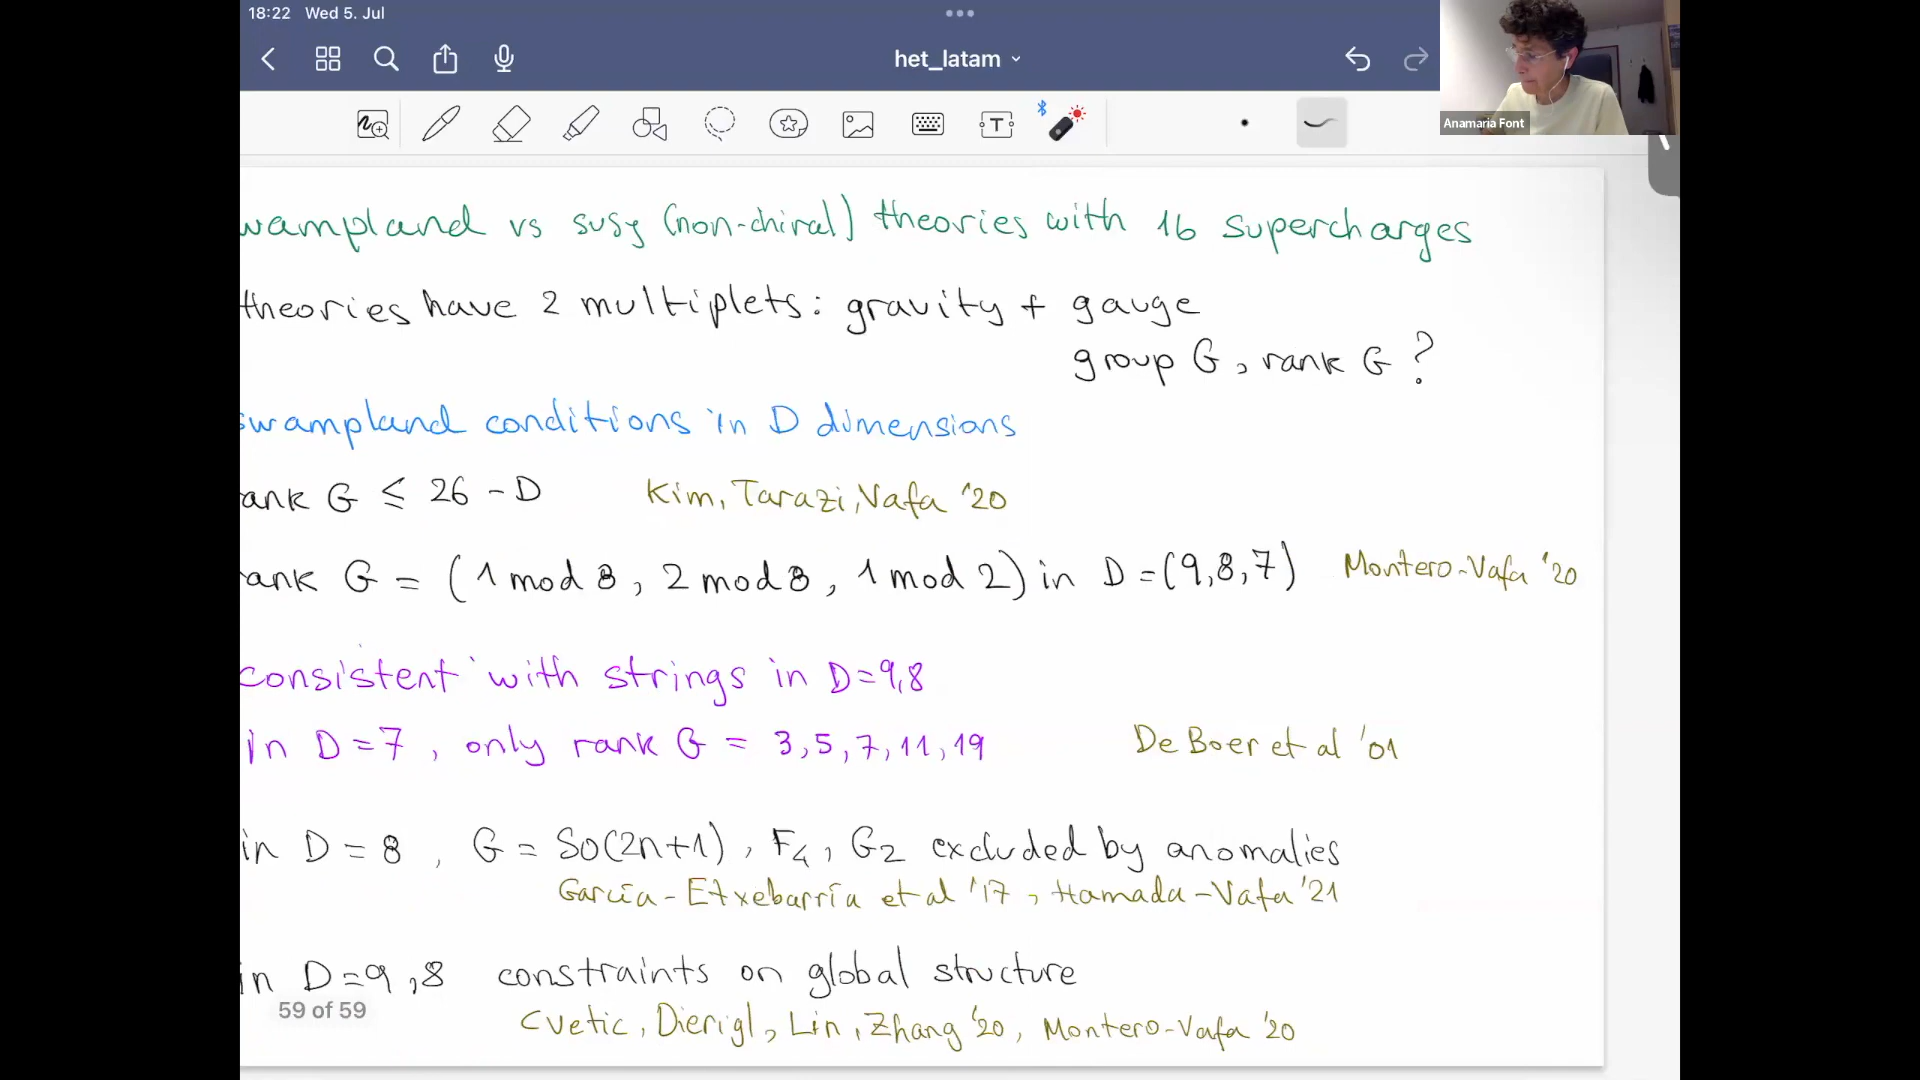 18:22 Wed 5. Jul
het_latam
Anamaria Font
wampland vs susy (non-chiral) theories with 16 supercharges
theories have 2 multiplets: gravity + gauge
group G, rank G ?
swampland conditions in D dimensions
ank G ≤ 26 - D Kim, Tarazi, Vafa '20
ank G = (1 mod 8, 2 mod 8, 1 mod 2) in D = (9,8,7) Montero-Vafa '20
consistent with strings in D=9,8
in D=7, only rank G = 3,5,7,11,19 De Boer et al '01
in D = 8, G = So(2n+1), F₄, G₂ excluded by anomalies
García-Etxebarría et al '17, Hamada-Vafa '21
in D=9,8 constraints on global structure
59 of 59
Cvetic, Dierigl, Lin, Zhang '20, Montero-Vafa '20